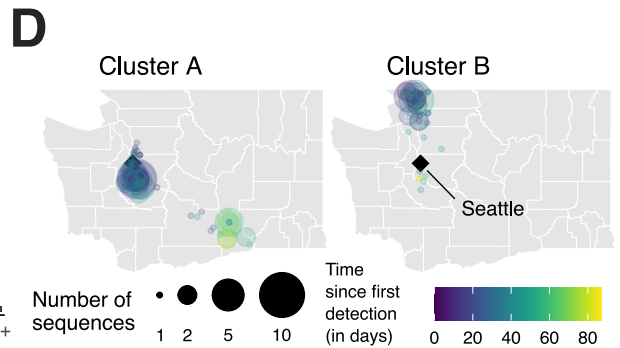 D
Cluster A
Cluster B
Seattle
Number of
sequences
1 2 5 10
Time
since first
detection
(in days)
0 20 40 60 80
+